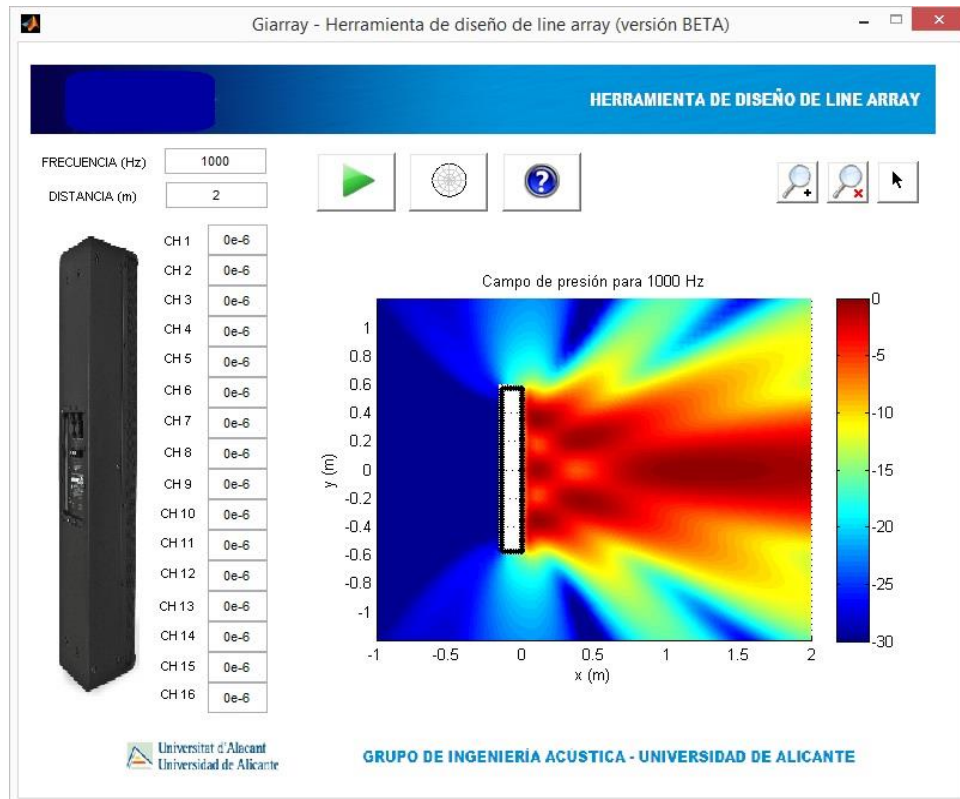 Giarray - Herramienta de diseño de line array (versión BETA)
HERRAMIENTA DE DISEÑO DE LINE ARRAY
FRECUENCIA (Hz) 1000
DISTANCIA (m) 2
CH 1 0e-6
CH 2 0e-6
CH 3 0e-6
CH 4 0e-6
CH 5 0e-6
CH 6 0e-6
CH 7 0e-6
CH 8 0e-6
CH 9 0e-6
CH 10 0e-6
CH 11 0e-6
CH 12 0e-6
CH 13 0e-6
CH 14 0e-6
CH 15 0e-6
CH 16 0e-6
Campo de presión para 1000 Hz
1
0.8
0.6
0.4
0.2
0
-0.2
-0.4
-0.6
-0.8
-1
y (m)
-1 -0.5 0 0.5 1 1.5 2
x (m)
0
-5
-10
-15
-20
-25
-30
Universitat d'Alacant
Universidad de Alicante
GRUPO DE INGENIERÍA ACUSTICA - UNIVERSIDAD DE ALICANTE